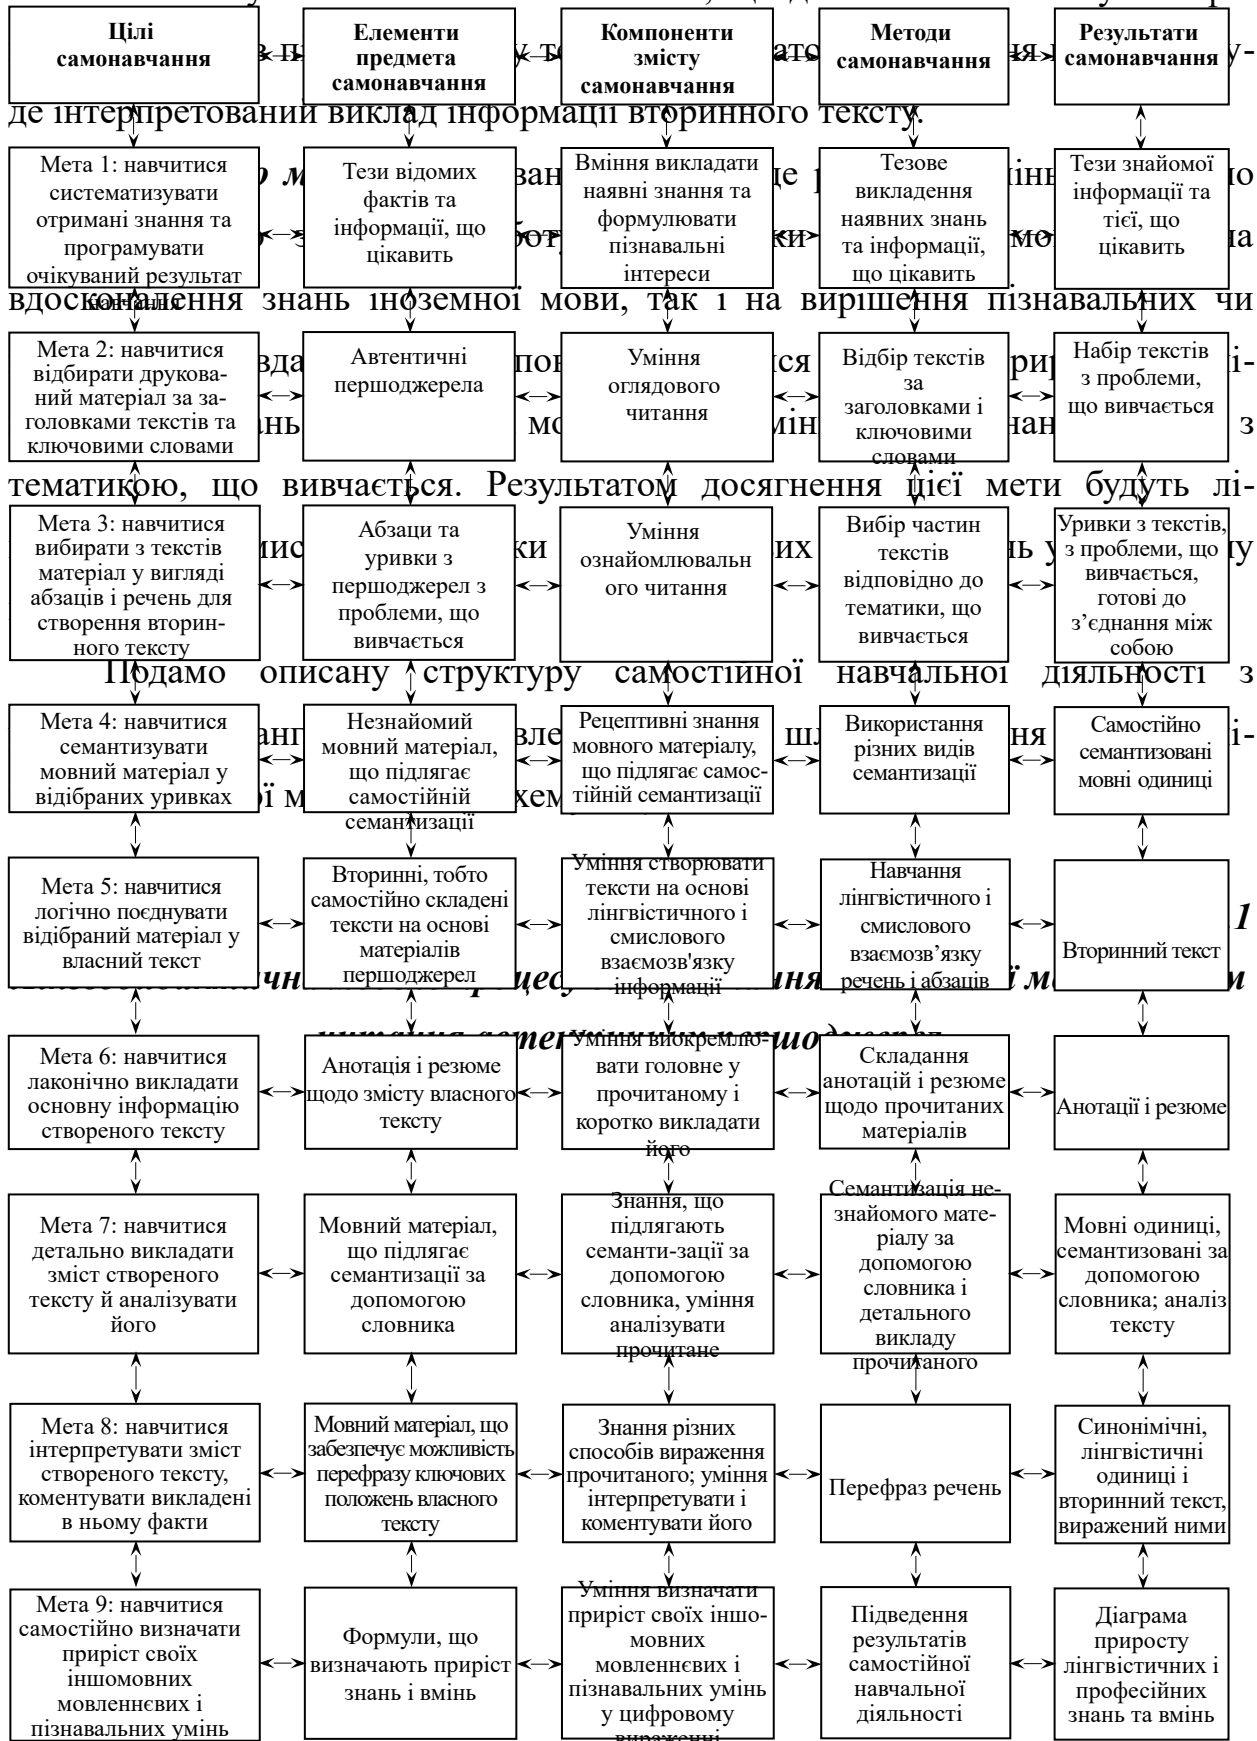 Цілі
самонавчання
Елементи
предмета
самонавчання
Компоненти
змісту
самонавчання
Методи
самонавчання
Результати
самонавчання
де інтерпретований виклад інформації вторинного тексту.
Мета 1: навчитися
систематизувати
отримані знання та
програмувати
очікуваний результат
навчання
Тези відомих
фактів та
інформації, що
цікавить
Вміння викладати
наявні знання та
формулювати
пізнавальні
інтереси
Тезове
викладення
наявних знань
та інформації,
що цікавить
Тези знайомої
інформації та
тієї, що
цікавить
вдосконалення знань іноземної мови, так і на вирішення пізнавальних чи
Мета 2: навчитися
відбирати друкова-
ний матеріал за за-
головками текстів та
ключовими словами
Автентичні
першоджерела
Уміння
оглядового
читання
Відбір текстів
за
заголовками і
ключовими
словами
Набір текстів
з проблеми,
що вивчається
тематикою, що вивчається. Результатом досягнення цієї мети будуть лі-
Мета 3: навчитися
вибирати з текстів
матеріал у вигляді
абзаців і речень для
створення вторин-
ного тексту
Абзаци та
уривки з
першоджерел з
проблеми, що
вивчається
Уміння
ознайомлювальн
ого читання
Вибір частин
текстів
відповідно до
тематики, що
вивчається
Уривки з текстів,
з проблеми, що
вивчається,
готові до
з’єднання між
собою
Подамо описану структуру самостійної навчальної діяльності з
Мета 4: навчитися
семантизувати
мовний матеріал у
відібраних уривках
Незнайомий
мовний матеріал,
що підлягає
самостійній
семантизації
Рецептивні знання
мовного матеріалу,
що підлягає самос-
тійній семантизації
Використання
різних видів
семантизації
Самостійно
семантизовані
мовні одиниці
Мета 5: навчитися
логічно поєднувати
відібраний матеріал у
власний текст
Вторинні, тобто
самостійно складені
тексти на основі
матеріалів
першоджерел
Уміння створювати
тексти на основі
лінгвістичного і
смислового
взаємозв'язку
інформації
Навчання
лінгвістичного і
смислового
взаємозв’язку
речень і абзаців
Вторинний текст
1
Мета 6: навчитися
лаконічно викладати
основну інформацію
створеного тексту
Анотація і резюме
щодо змісту власного
тексту
Уміння виокремлю-
вати головне у
прочитаному і
коротко викладати
його
Складання
анотацій і резюме
щодо прочитаних
матеріалів
Анотації і резюме
Мета 7: навчитися
детально викладати
зміст створеного
тексту й аналізувати
його
Мовний матеріал,
що підлягає
семантизації за
допомогою
словника
Знання, що
підлягають
семанти-зації за
допомогою
словника, уміння
аналізувати
прочитане
Семантизація не-
знайомого мате-
ріалу за
допомогою
словника і
детального
викладу
прочитаного
Мовні одиниці,
семантизовані за
допомогою
словника; аналіз
тексту
Мета 8: навчитися
інтерпретувати зміст
створеного тексту,
коментувати викладені
в ньому факти
Мовний матеріал, що
забезпечує можливість
перефразу ключових
положень власного
тексту
Знання різних
способів вираження
прочитаного; уміння
інтерпретувати і
коментувати його
Перефраз речень
Синонімічні,
лінгвістичні
одиниці і
вторинний текст,
виражений ними
Мета 9: навчитися
самостійно визначати
приріст своїх
іншомовних
мовленнєвих і
пізнавальних умінь
Формули, що
визначають приріст
знань і вмінь
Уміння визначати
приріст своїх іншо-
мовних
мовленнєвих і
пізнавальних умінь
у цифровому
вираженні
Підведення
результатів
самостійної
навчальної
діяльності
Діаграма
приросту
лінгвістичних і
професійних
знань та вмінь